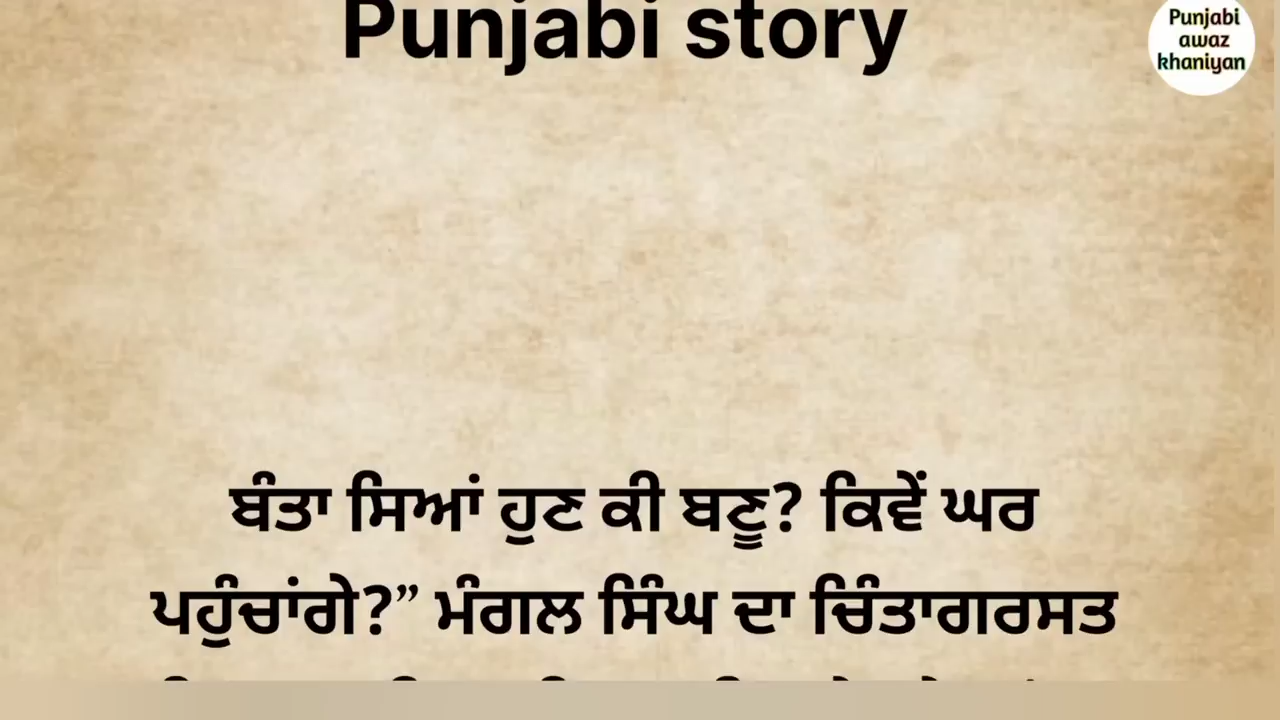 Punjabi story
Punjabi
awaz
khaniyan
ਬੰਤਾ ਸਿਆਂ ਹੁਣ ਕੀ ਬਣੂ? ਕਿਵੇਂ ਘਰ
ਪਹੁੰਚਾਂਗੇ?” ਮੰਗਲ ਸਿੰਘ ਦਾ ਚਿੰਤਾਗਰਸਤ